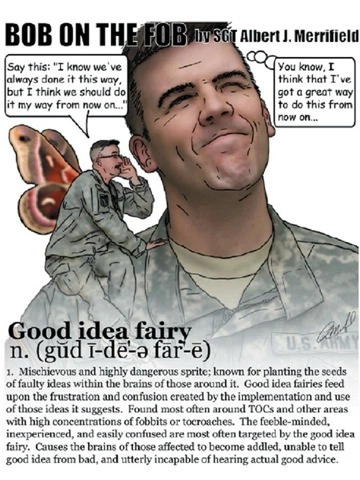 BOB ON THE FOB by SGT Albert J. Merrifield
Say this: "I know we've
always done it this way,
but I think we should do
it my way from now on..."
You know, I
think that I've
got a great way
to do this from
now on...
Good idea fairy
n. (gŭd ī-dē'-ə fār-ē)
U.S. ARMY
1. Mischievous and highly dangerous sprite; known for planting the seeds
of faulty ideas within the brains of those around it. Good idea fairies feed
upon the frustration and confusion created by the implementation and use
of those ideas it suggests. Found most often around TOCs and other areas
with high concentrations of fobbits or tocroaches. The feeble-minded,
inexperienced, and easily confused are most often targeted by the good idea
fairy. Causes the brains of those affected to become addled, unable to tell
good idea from bad, and utterly incapable of hearing actual good advice.